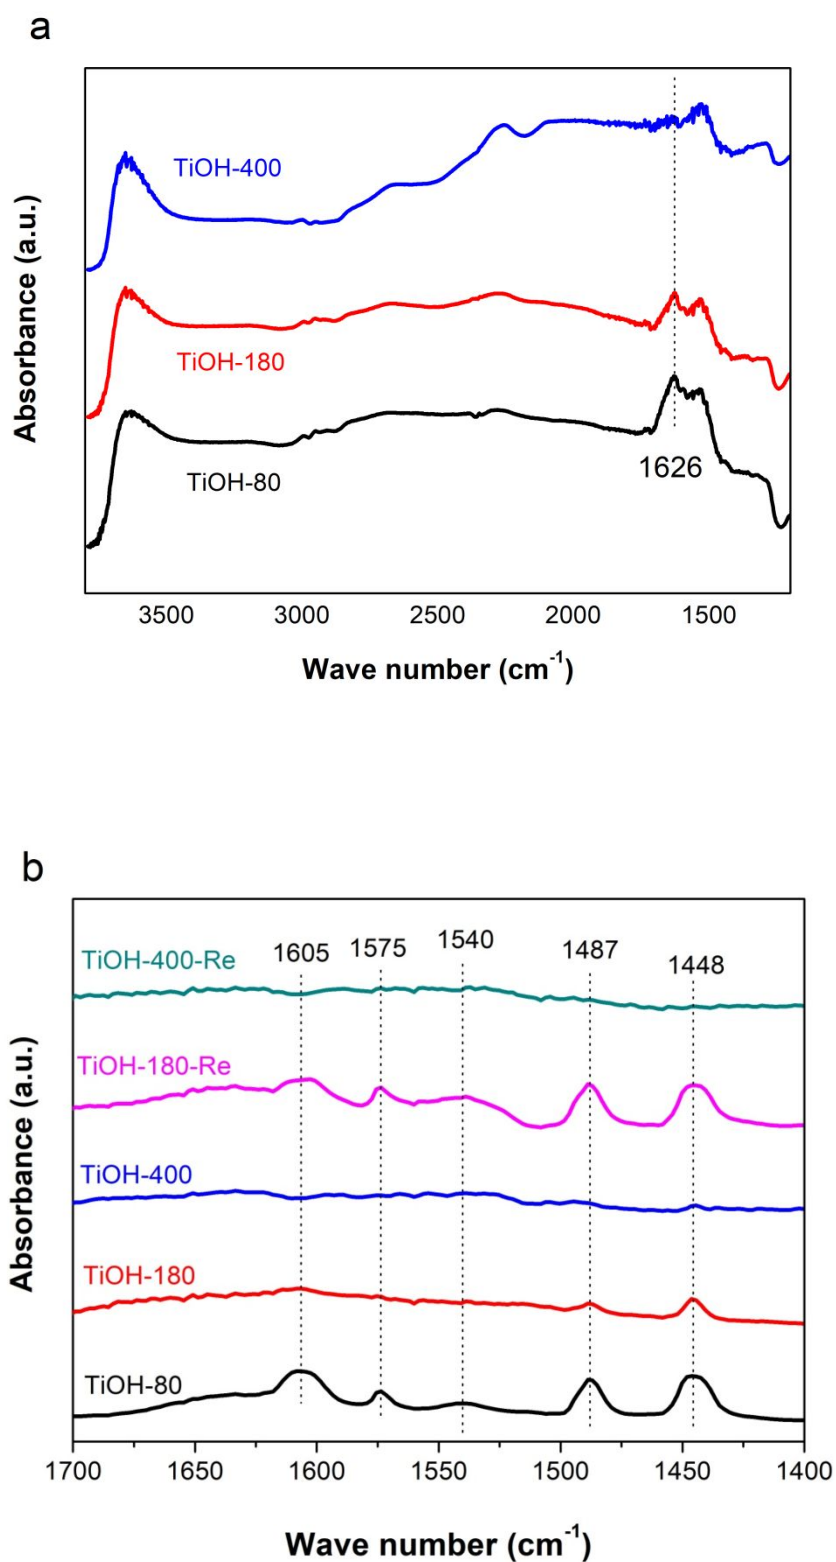 a
Absorbance (a.u.)
TiOH-400
TiOH-180
TiOH-80
1626
3500 3000 2500 2000 1500
Wave number (cm⁻¹)
b
Absorbance (a.u.)
1605 1575 1540 1487 1448
TiOH-400-Re
TiOH-180-Re
TiOH-400
TiOH-180
TiOH-80
1700 1650 1600 1550 1500 1450 1400
Wave number (cm⁻¹)